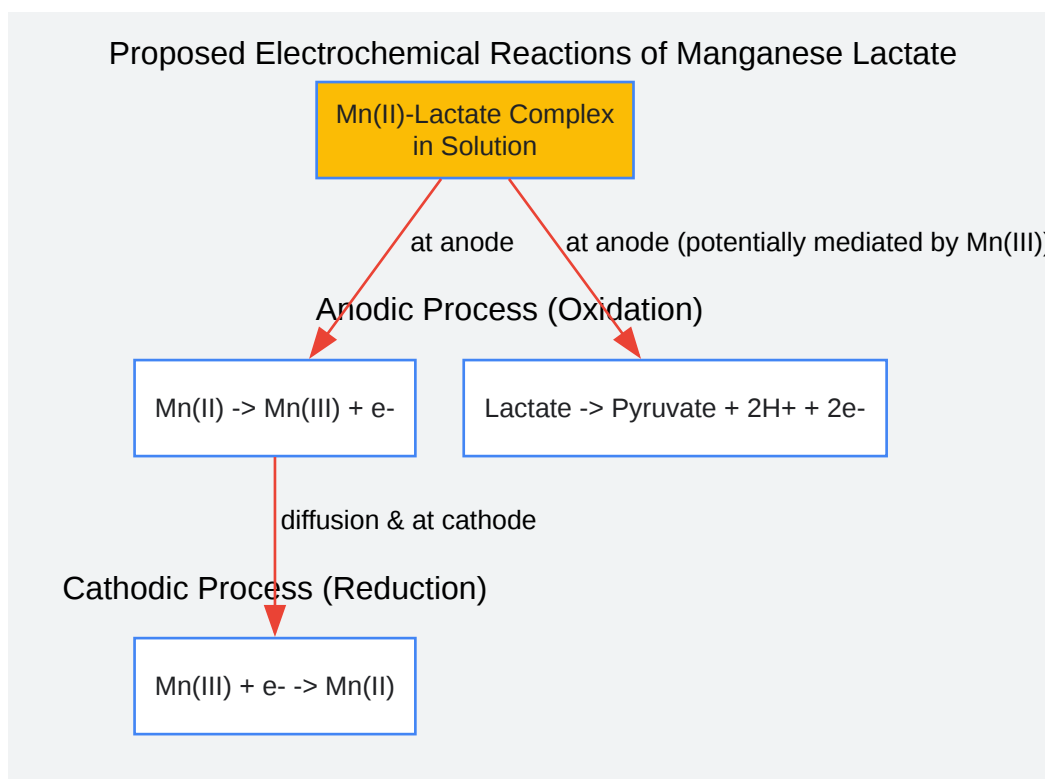 Proposed Electrochemical Reactions of Manganese Lactate
Mn(II)-Lactate Complex
in Solution
at anode
at anode (potentially mediated by Mn(III))
Anodic Process (Oxidation)
Mn(II) -> Mn(III) + e-
Lactate -> Pyruvate + 2H+ + 2e-
diffusion & at cathode
Cathodic Process (Reduction)
Mn(III) + e- -> Mn(II)